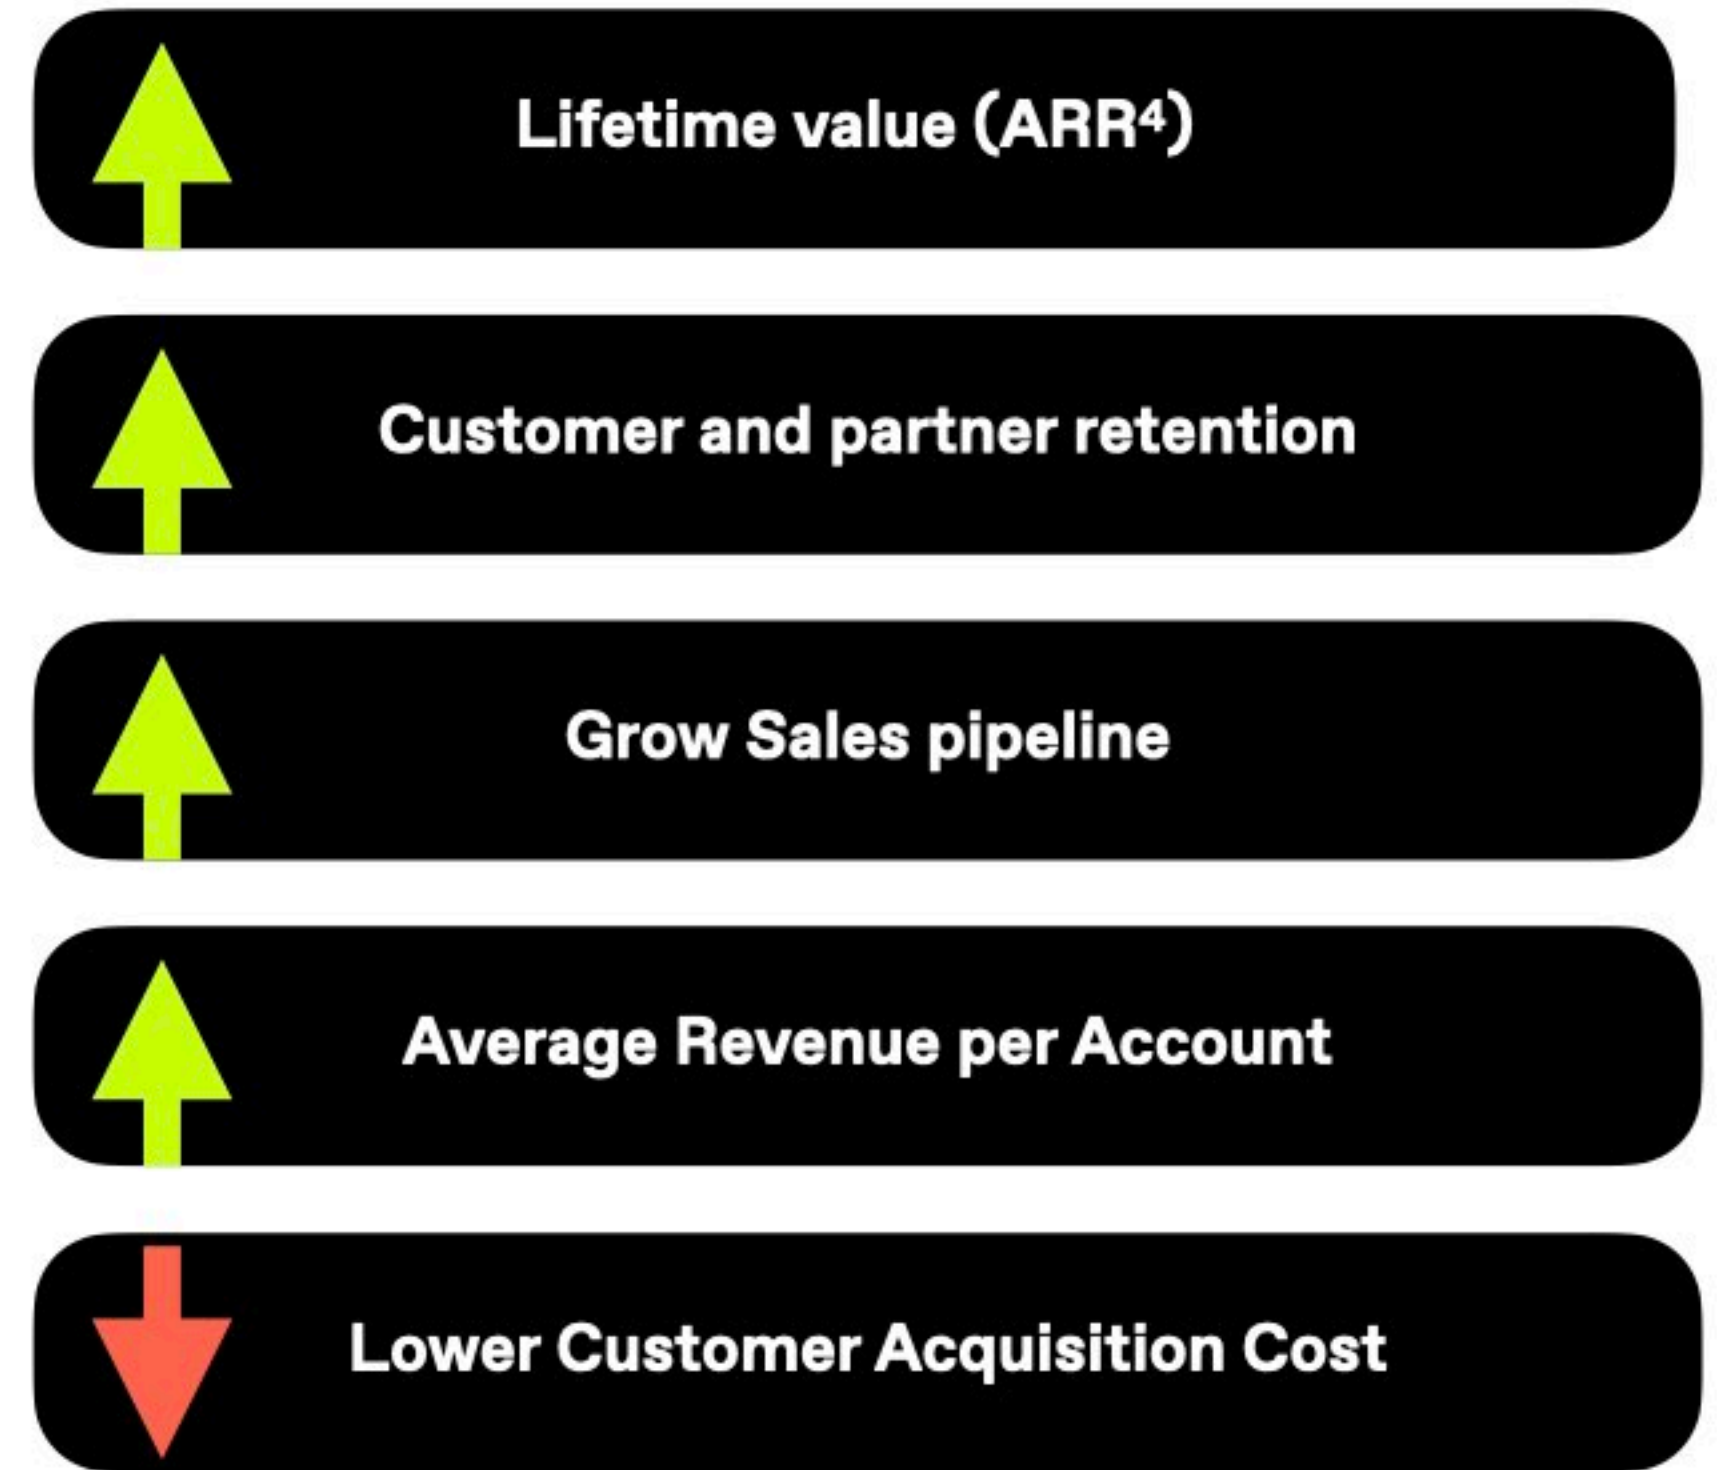 Lifetime value (ARR⁴)
Customer and partner retention
Grow Sales pipeline
Average Revenue per Account
Lower Customer Acquisition Cost